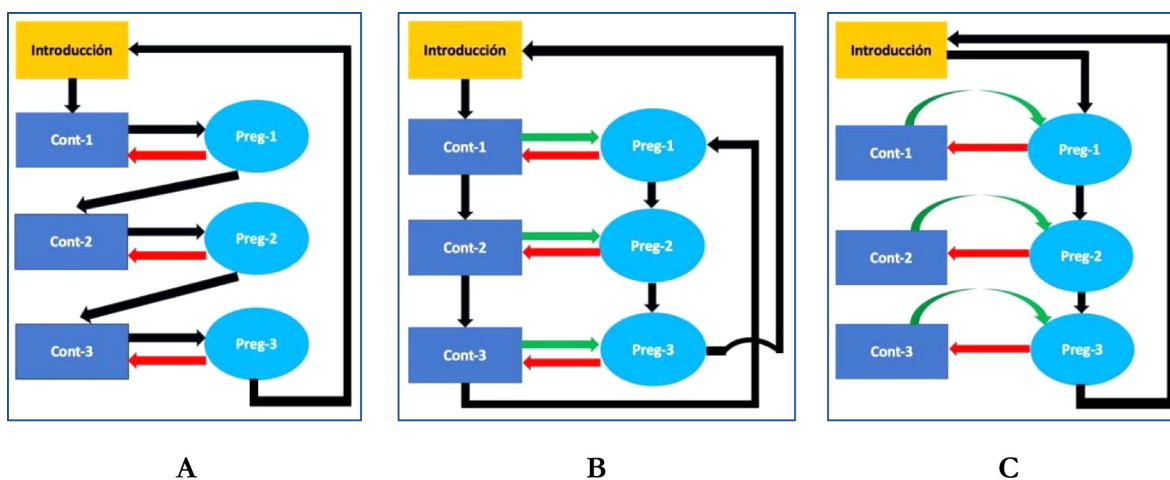 Introducción
Cont-1
Preg-1
Cont-2
Preg-2
Cont-3
Preg-3
A
Introducción
Cont-1
Preg-1
Cont-2
Preg-2
Cont-3
Preg-3
B
Introducción
Cont-1
Preg-1
Cont-2
Preg-2
Cont-3
Preg-3
C